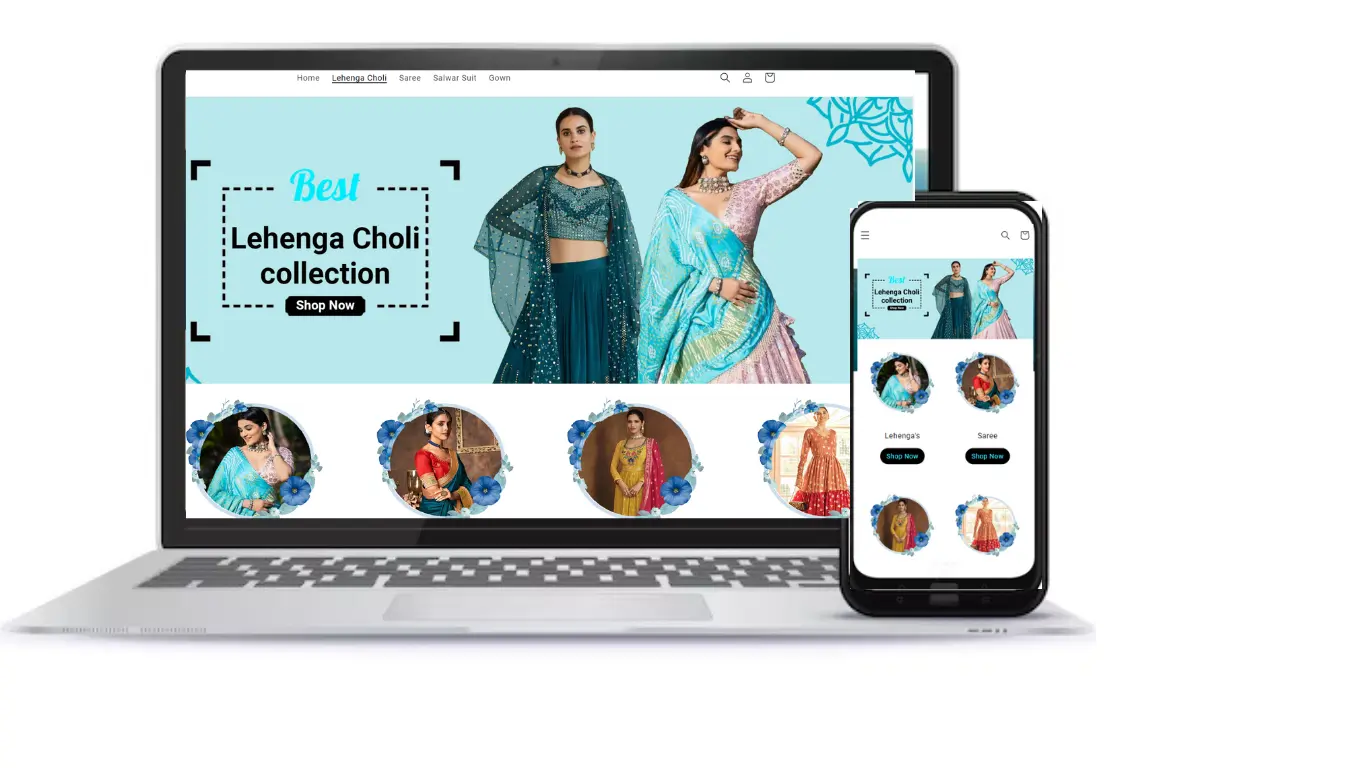 Home Lehenga Choli Saree Salwar Suit Gown
Best
Lehenga Choli
collection
Shop Now
Best
Lehenga Choli
collection
Shop Now
Lehenga's Saree
Shop Now Shop Now